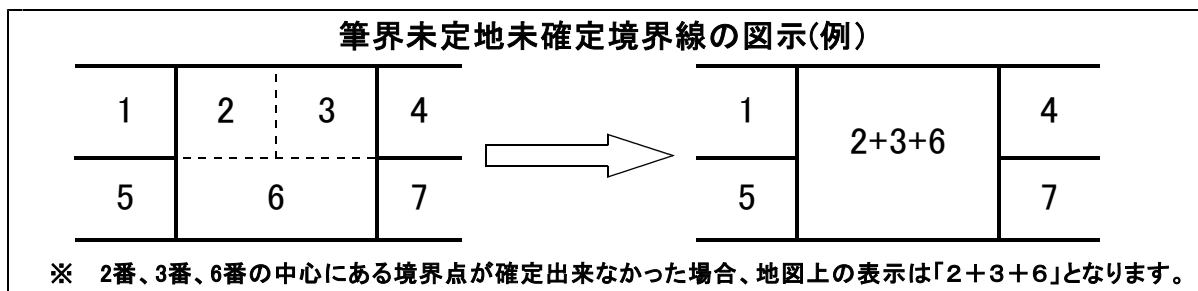 筆界未定地未確定境界線の図示(例)
1 2 3 4
5 6 7
1 2+3+6 4
5 7
※ 2番、3番、6番の中心にある境界点が確定出来なかった場合、地図上の表示は「2+3+6」となります。